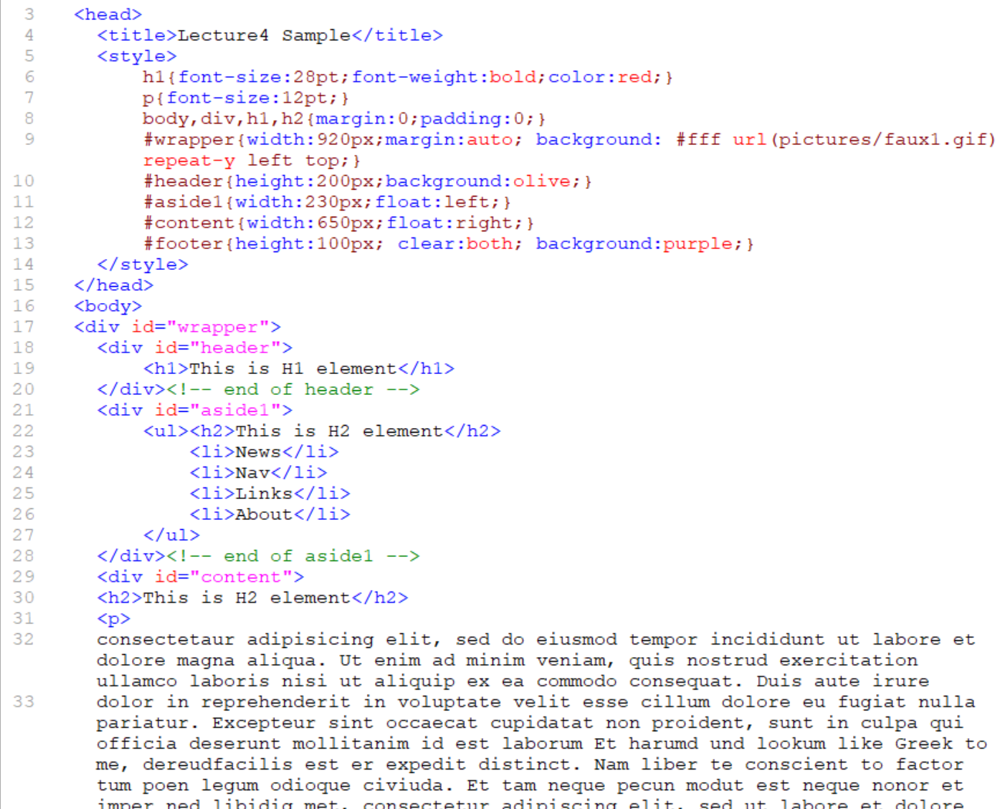 3 <head>
4 <title>Lecture4 Sample</title>
5 <style>
6 h1{font-size:28pt;font-weight:bold;color:red;}
7 p{font-size:12pt;}
8 body,div,h1,h2{margin:0;padding:0;}
9 #wrapper{width:920px;margin:auto; background: #fff url(pictures/faux1.gif)
repeat-y left top;}
10 #header{height:200px;background:olive;}
11 #aside1{width:230px;float:left;}
12 #content{width:650px;float:right;}
13 #footer{height:100px; clear:both; background:purple;}
14 </style>
15 </head>
16 <body>
17 <div id="wrapper">
18 <div id="header">
19 <h1>This is H1 element</h1>
20 </div><!-- end of header -->
21 <div id="aside1">
22 <ul><h2>This is H2 element</h2>
23 <li>News</li>
24 <li>Nav</li>
25 <li>Links</li>
26 <li>About</li>
27 </ul>
28 </div><!-- end of aside1 -->
29 <div id="content">
30 <h2>This is H2 element</h2>
31 <p>
32 consectetaur adipisicing elit, sed do eiusmod tempor incididunt ut labore et
dolore magna aliqua. Ut enim ad minim veniam, quis nostrud exercitation
ullamco laboris nisi ut aliquip ex ea commodo consequat. Duis aute irure
33 dolor in reprehenderit in voluptate velit esse cillum dolore eu fugiat nulla
pariatur. Excepteur sint occaecat cupidatat non proident, sunt in culpa qui
officia deserunt mollitanim id est laborum Et harumd und lookum like Greek to
me, dereudfacilis est er expedit distinct. Nam liber te conscient to factor
tum poen legum odioque civiuda. Et tam neque pecun modut est neque nonor et
imper ned libidig met, consectetur adipiscing elit, sed ut labore et dolore